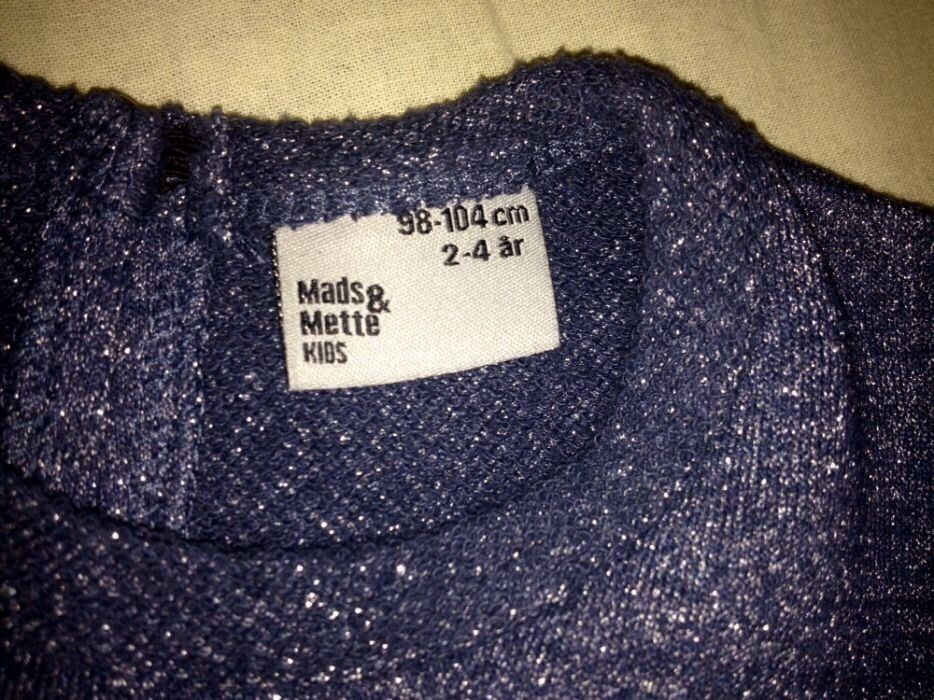 98-104 cm
2-4 år
Mads &
Mette
KIDS